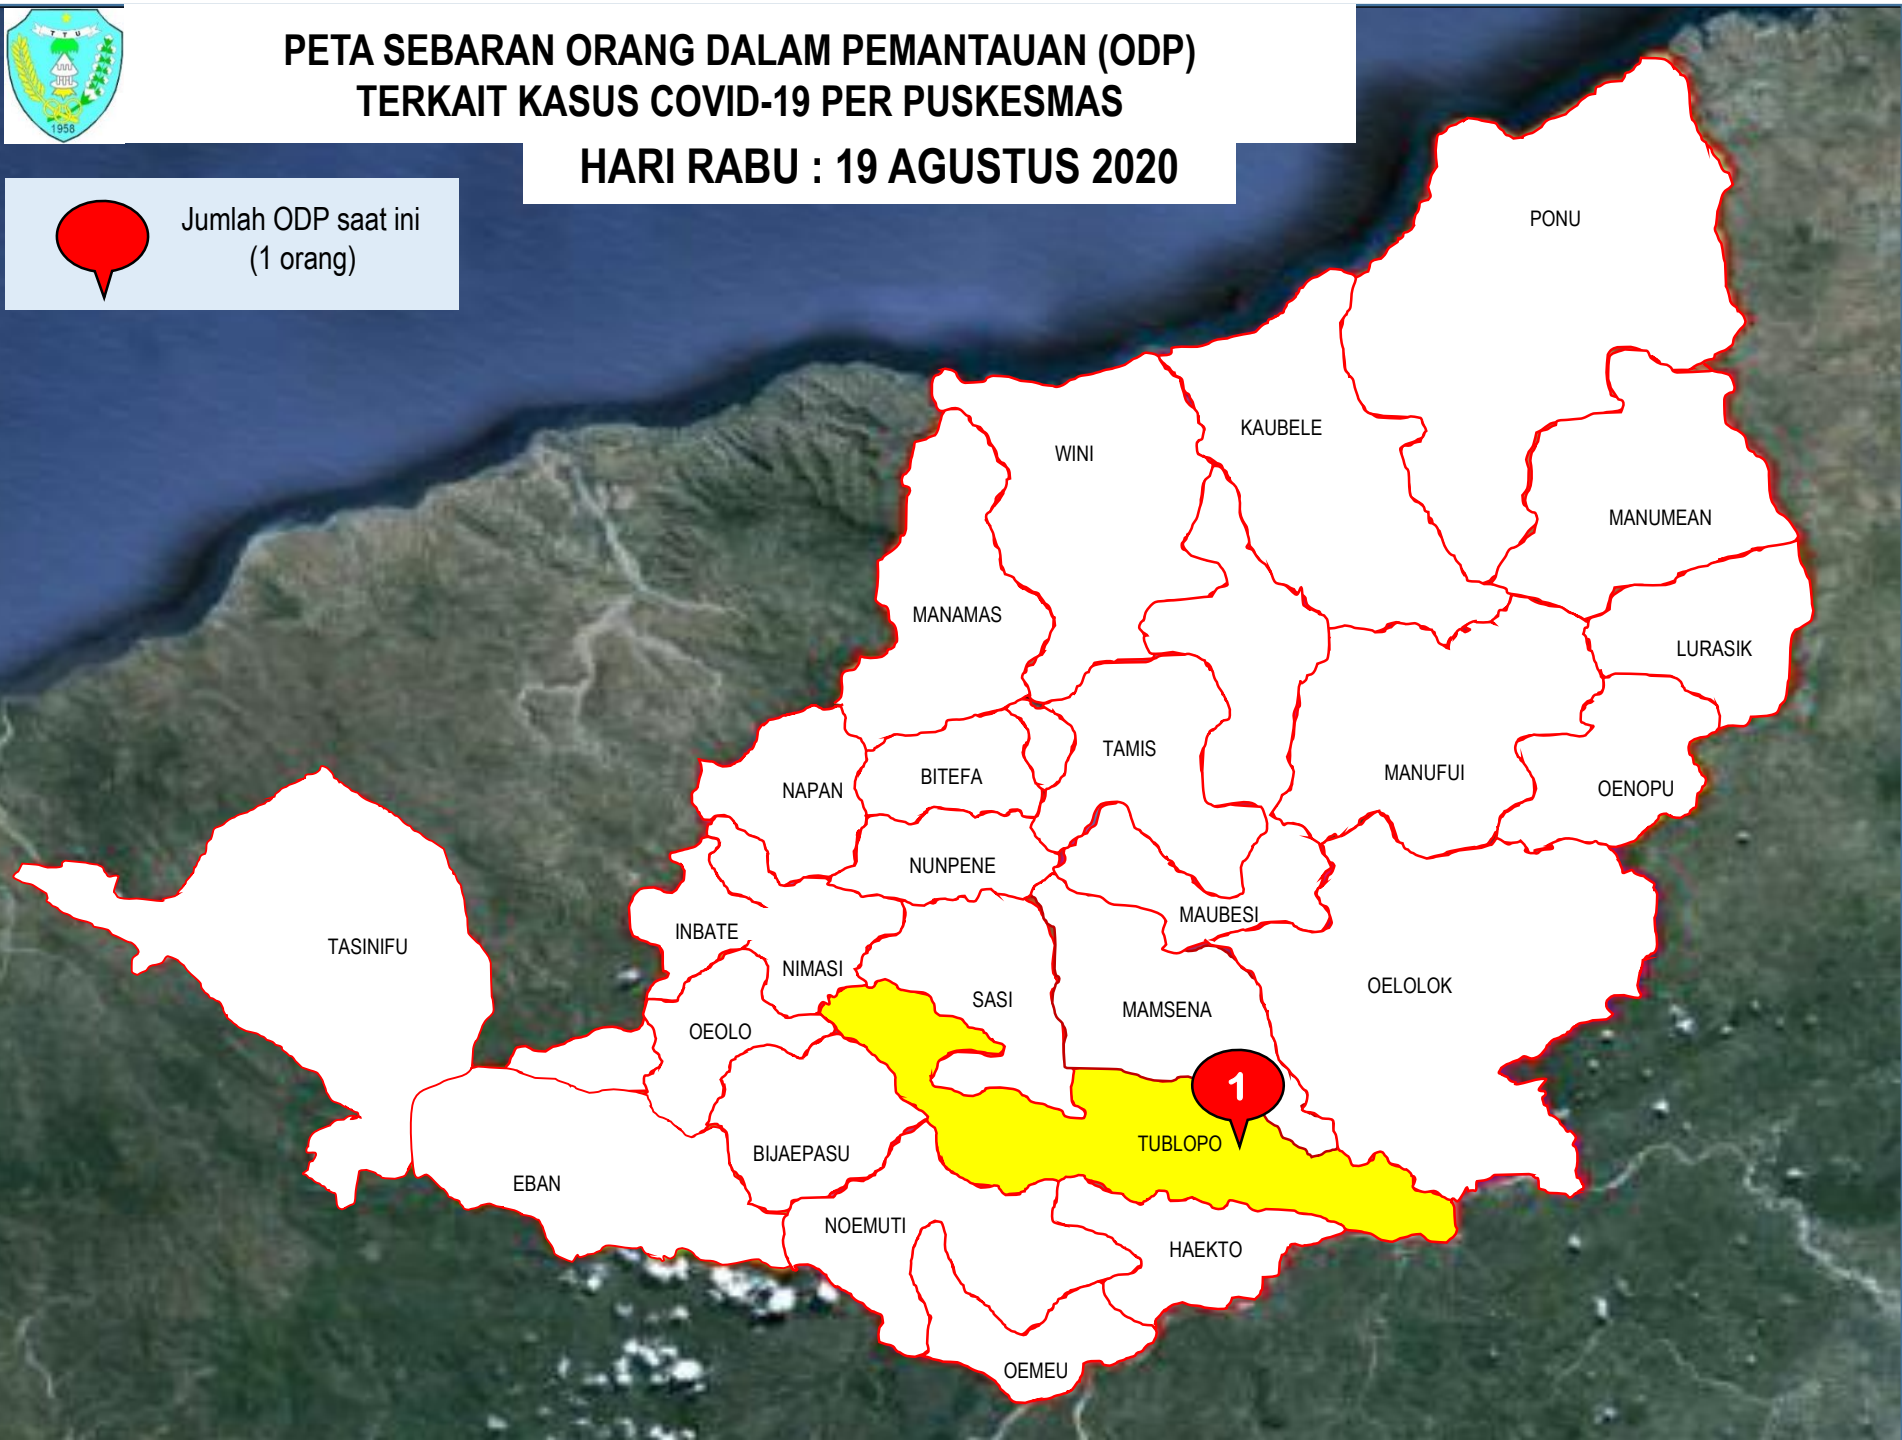 T T U
1958
PETA SEBARAN ORANG DALAM PEMANTAUAN (ODP)
TERKAIT KASUS COVID-19 PER PUSKESMAS
HARI RABU : 19 AGUSTUS 2020
Jumlah ODP saat ini
(1 orang)
PONU
KAUBELE
WINI
MANUMEAN
MANAMAS
LURASIK
TAMIS
MANUFUI
BITEFA
NAPAN
OENOPU
NUNPENE
MAUBESI
INBATE
TASINIFU
NIMASI
OELOLOK
SASI
MAMSENA
OEOLO
1
TUBLOPO
BIJAEPASU
EBAN
NOEMUTI
HAEKTO
OEMEU